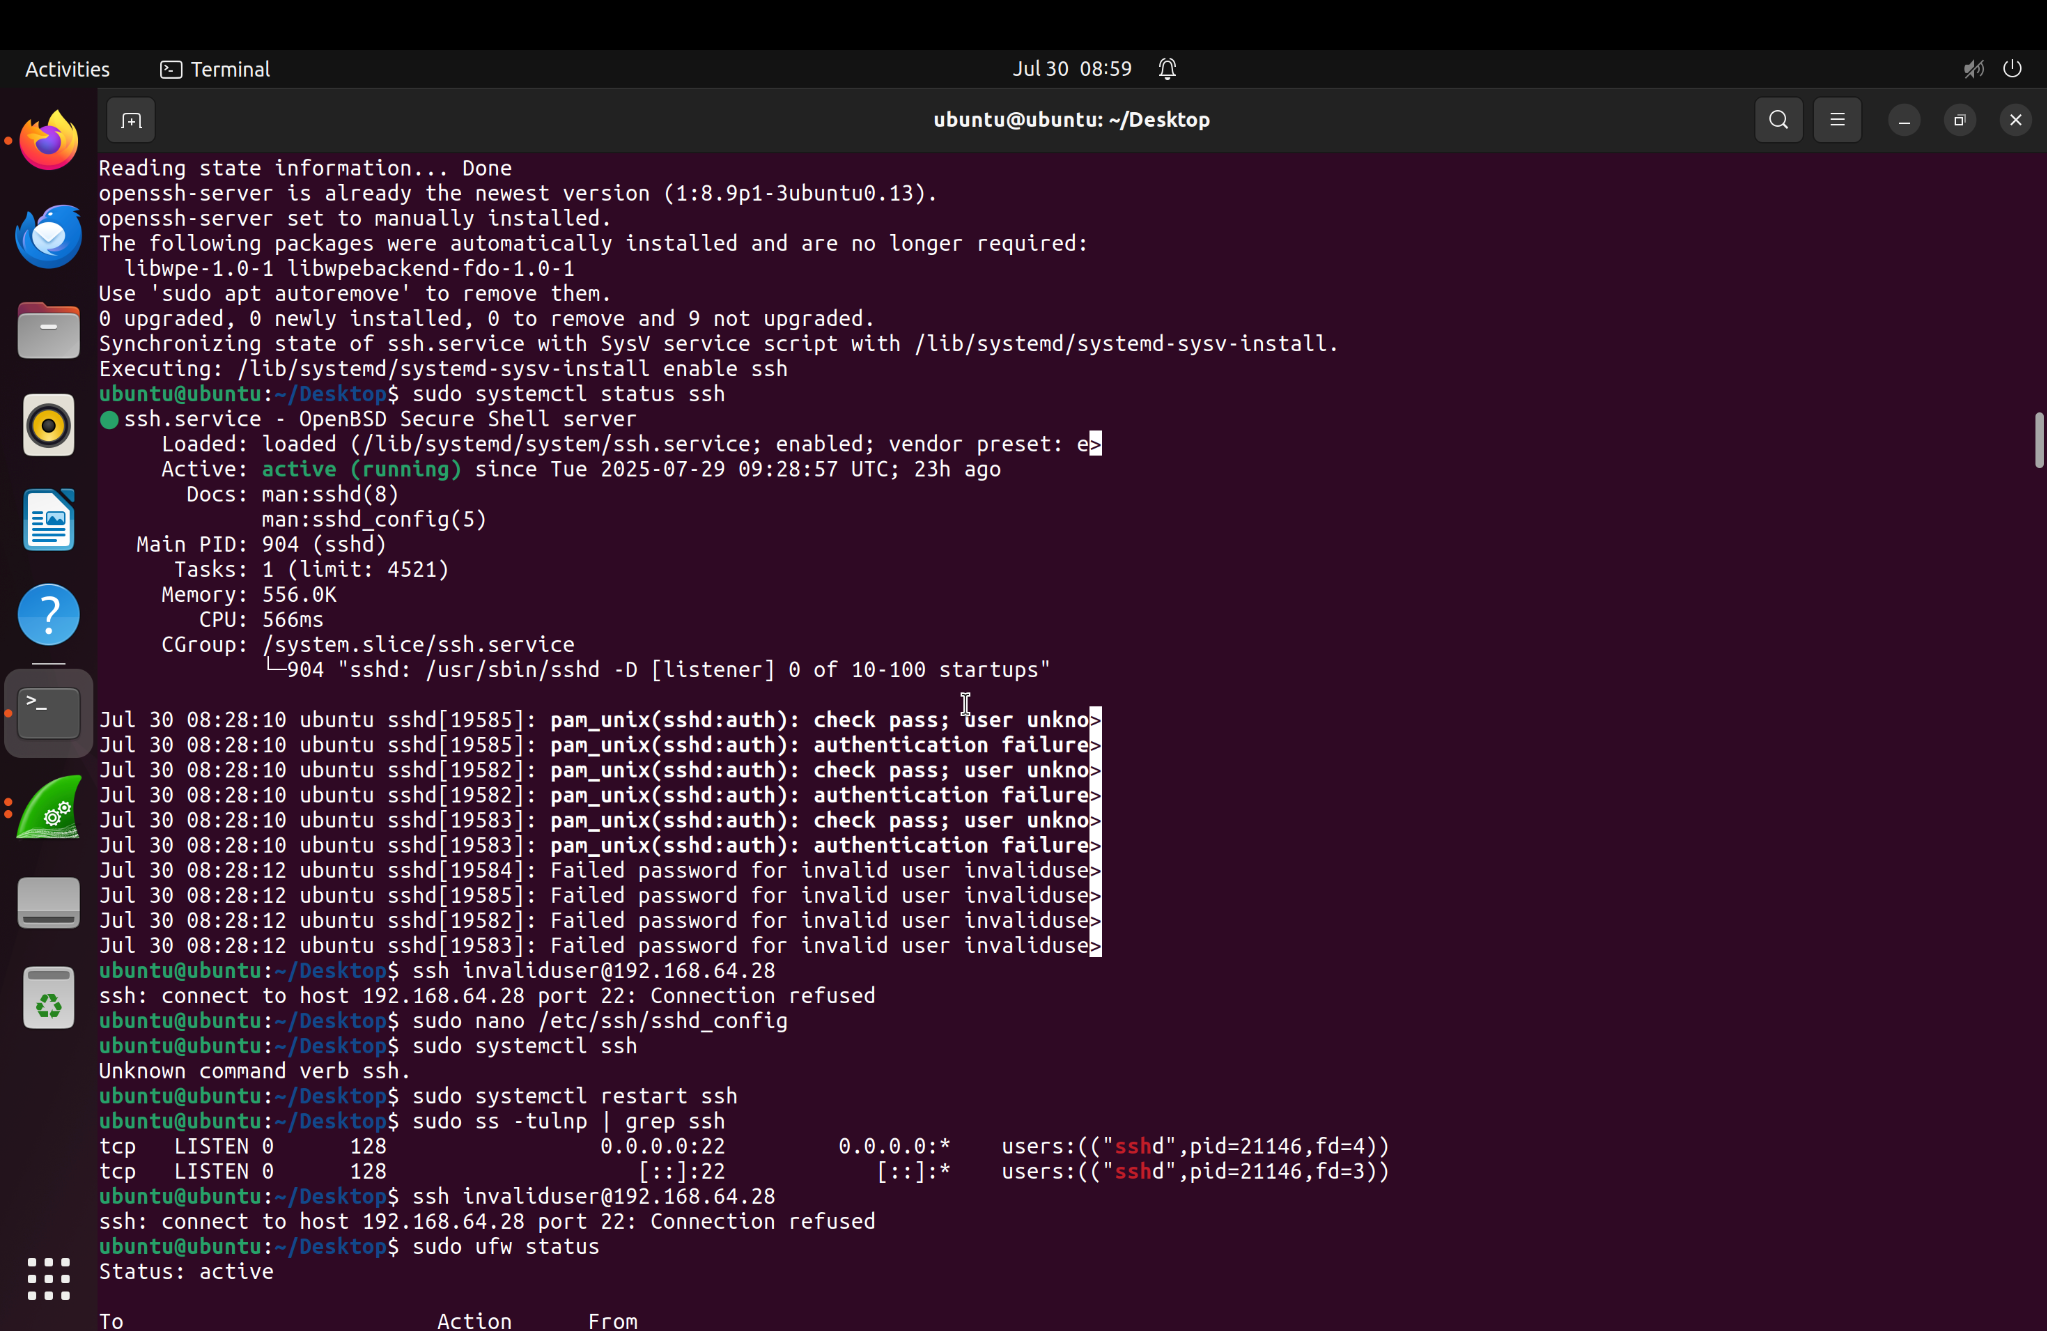 Activities
Terminal
Jul 30 08:59
ubuntu@ubuntu: ~/Desktop
Reading state information... Done
openssh-server is already the newest version (1:8.9p1-3ubuntu0.13).
openssh-server set to manually installed.
The following packages were automatically installed and are no longer required:
  libwpe-1.0-1 libwpebackend-fdo-1.0-1
Use 'sudo apt autoremove' to remove them.
0 upgraded, 0 newly installed, 0 to remove and 9 not upgraded.
Synchronizing state of ssh.service with SysV service script with /lib/systemd/systemd-sysv-install.
Executing: /lib/systemd/systemd-sysv-install enable ssh
ubuntu@ubuntu:~/Desktop$ sudo systemctl status ssh
● ssh.service - OpenBSD Secure Shell server
     Loaded: loaded (/lib/systemd/system/ssh.service; enabled; vendor preset: e>
     Active: active (running) since Tue 2025-07-29 09:28:57 UTC; 23h ago
       Docs: man:sshd(8)
             man:sshd_config(5)
   Main PID: 904 (sshd)
      Tasks: 1 (limit: 4521)
     Memory: 556.0K
        CPU: 566ms
     CGroup: /system.slice/ssh.service
             └─904 "sshd: /usr/sbin/sshd -D [listener] 0 of 10-100 startups"
Jul 30 08:28:10 ubuntu sshd[19585]: pam_unix(sshd:auth): check pass; user unkno>
Jul 30 08:28:10 ubuntu sshd[19585]: pam_unix(sshd:auth): authentication failure>
Jul 30 08:28:10 ubuntu sshd[19582]: pam_unix(sshd:auth): check pass; user unkno>
Jul 30 08:28:10 ubuntu sshd[19582]: pam_unix(sshd:auth): authentication failure>
Jul 30 08:28:10 ubuntu sshd[19583]: pam_unix(sshd:auth): check pass; user unkno>
Jul 30 08:28:10 ubuntu sshd[19583]: pam_unix(sshd:auth): authentication failure>
Jul 30 08:28:12 ubuntu sshd[19584]: Failed password for invalid user invaliduse>
Jul 30 08:28:12 ubuntu sshd[19585]: Failed password for invalid user invaliduse>
Jul 30 08:28:12 ubuntu sshd[19582]: Failed password for invalid user invaliduse>
Jul 30 08:28:12 ubuntu sshd[19583]: Failed password for invalid user invaliduse>
ubuntu@ubuntu:~/Desktop$ ssh invaliduser@192.168.64.28
ssh: connect to host 192.168.64.28 port 22: Connection refused
ubuntu@ubuntu:~/Desktop$ sudo nano /etc/ssh/sshd_config
ubuntu@ubuntu:~/Desktop$ sudo systemctl ssh
Unknown command verb ssh.
ubuntu@ubuntu:~/Desktop$ sudo systemctl restart ssh
ubuntu@ubuntu:~/Desktop$ sudo ss -tulnp | grep ssh
tcp   LISTEN 0      128                 0.0.0.0:22         0.0.0.0:*    users:(("sshd",pid=21146,fd=4))
tcp   LISTEN 0      128                    [::]:22            [::]:*    users:(("sshd",pid=21146,fd=3))
ubuntu@ubuntu:~/Desktop$ ssh invaliduser@192.168.64.28
ssh: connect to host 192.168.64.28 port 22: Connection refused
ubuntu@ubuntu:~/Desktop$ sudo ufw status
Status: active
To                         Action      From